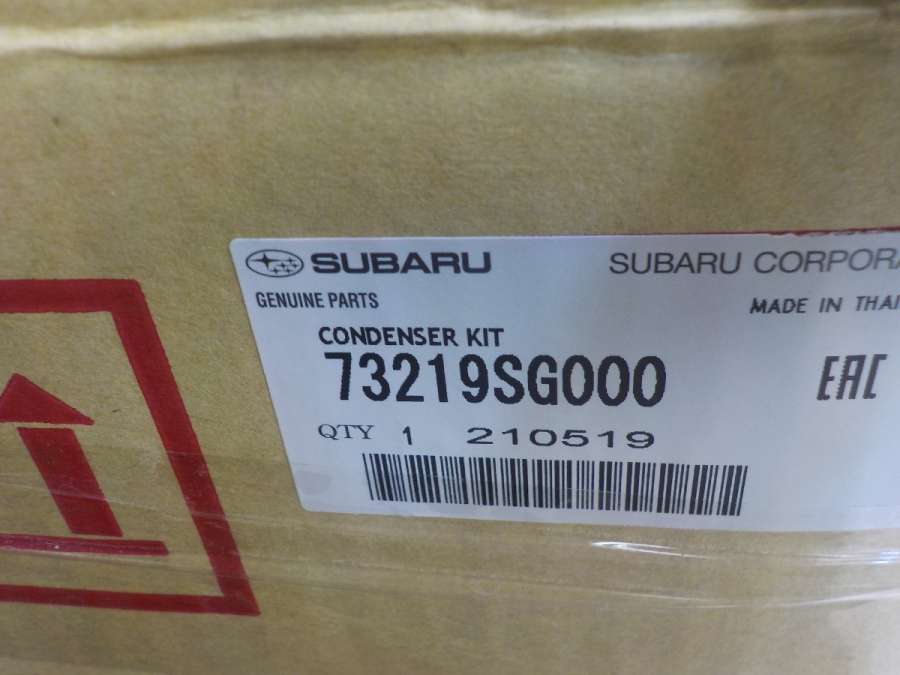 SUBARU SUBARU CORPORA
GENUINE PARTS MADE IN THAI
CONDENSER KIT
73219SG000 EAC
QTY 1 210519